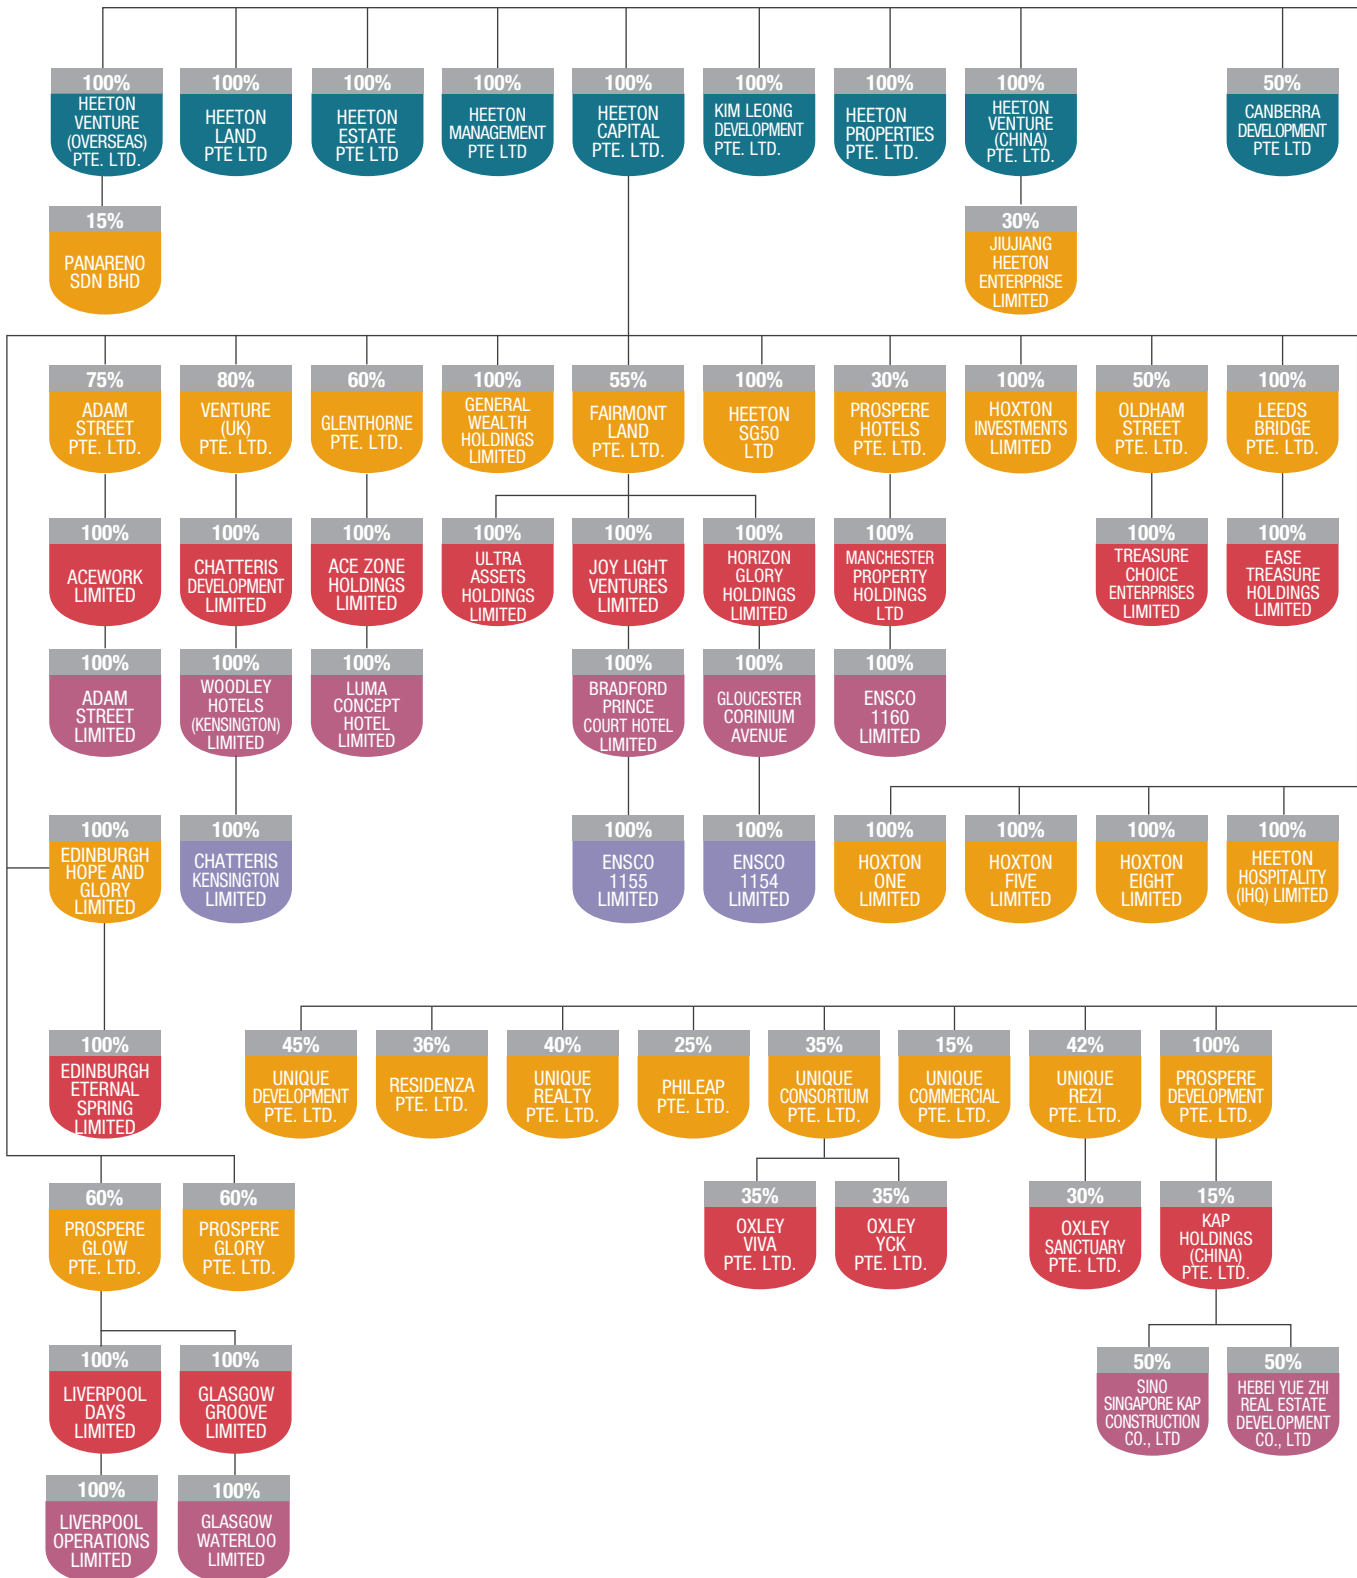 100%
HEETON
VENTURE
(OVERSEAS)
PTE. LTD.
100%
HEETON
LAND
PTE LTD
100%
HEETON
ESTATE
PTE LTD
100%
HEETON
MANAGEMENT
PTE LTD
100%
HEETON
CAPITAL
PTE. LTD.
100%
KIM LEONG
DEVELOPMENT
PTE. LTD.
100%
HEETON
PROPERTIES
PTE. LTD.
100%
HEETON
VENTURE
(CHINA)
PTE. LTD.
50%
CANBERRA
DEVELOPMENT
PTE LTD
15%
PANARENO
SDN BHD
30%
JIUJIANG
HEETON
ENTERPRISE
LIMITED
75%
ADAM
STREET
PTE. LTD.
80%
VENTURE
(UK)
PTE. LTD.
60%
GLENTHORNE
PTE. LTD.
100%
GENERAL
WEALTH
HOLDINGS
LIMITED
55%
FAIRMONT
LAND
PTE. LTD.
100%
HEETON
SG50
LTD
30%
PROSPERE
HOTELS
PTE. LTD.
100%
HOXTON
INVESTMENTS
LIMITED
50%
OLDHAM
STREET
PTE. LTD.
100%
LEEDS
BRIDGE
PTE. LTD.
100%
ACEWORK
LIMITED
100%
CHATTERIS
DEVELOPMENT
LIMITED
100%
ACE ZONE
HOLDINGS
LIMITED
100%
ULTRA
ASSETS
HOLDINGS
LIMITED
100%
JOY LIGHT
VENTURES
LIMITED
100%
HORIZON
GLORY
HOLDINGS
LIMITED
100%
MANCHESTER
PROPERTY
HOLDINGS
LTD
100%
TREASURE
CHOICE
ENTERPRISES
LIMITED
100%
EASE
TREASURE
HOLDINGS
LIMITED
100%
ADAM
STREET
LIMITED
100%
WOODLEY
HOTELS
(KENSINGTON)
LIMITED
100%
LUMA
CONCEPT
HOTEL
LIMITED
100%
BRADFORD
PRINCE
COURT HOTEL
LIMITED
100%
GLOUCESTER
CORINIUM
AVENUE
100%
ENSCO
1160
LIMITED
100%
EDINBURGH
HOPE AND
GLORY
LIMITED
100%
CHATTERIS
KENSINGTON
LIMITED
100%
ENSCO
1155
LIMITED
100%
ENSCO
1154
LIMITED
100%
HOXTON
ONE
LIMITED
100%
HOXTON
FIVE
LIMITED
100%
HOXTON
EIGHT
LIMITED
100%
HEETON
HOSPITALITY
(IHQ) LIMITED
100%
EDINBURGH
ETERNAL
SPRING
LIMITED
45%
UNIQUE
DEVELOPMENT
PTE. LTD.
36%
RESIDENZA
PTE. LTD.
40%
UNIQUE
REALTY
PTE. LTD.
25%
PHILEAP
PTE. LTD.
35%
UNIQUE
CONSORTIUM
PTE. LTD.
15%
UNIQUE
COMMERCIAL
PTE. LTD.
42%
UNIQUE
REZI
PTE. LTD.
100%
PROSPERE
DEVELOPMENT
PTE. LTD.
60%
PROSPERE
GLOW
PTE. LTD.
60%
PROSPERE
GLORY
PTE. LTD.
35%
OXLEY
VIVA
PTE. LTD.
35%
OXLEY
YCK
PTE. LTD.
30%
OXLEY
SANCTUARY
PTE. LTD.
15%
KAP
HOLDINGS
(CHINA)
PTE. LTD.
100%
LIVERPOOL
DAYS
LIMITED
100%
GLASGOW
GROOVE
LIMITED
50%
SINO
SINGAPORE KAP
CONSTRUCTION
CO., LTD
50%
HEBEI YUE ZHI
REAL ESTATE
DEVELOPMENT
CO., LTD
100%
LIVERPOOL
OPERATIONS
LIMITED
100%
GLASGOW
WATERLOO
LIMITED